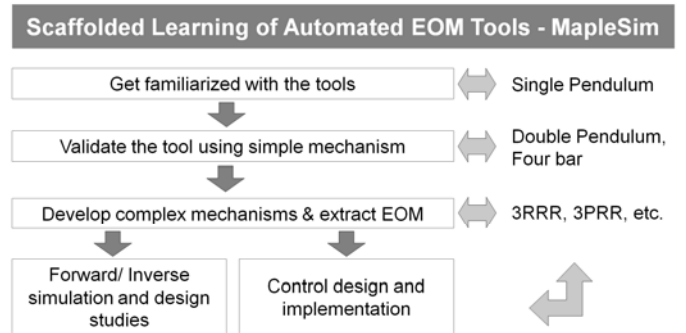 Scaffolded Learning of Automated EOM Tools - MapleSim
Get familiarized with the tools
Single Pendulum
Validate the tool using simple mechanism
Double Pendulum,
Four bar
Develop complex mechanisms & extract EOM
3RRR, 3PRR, etc.
Forward/ Inverse
simulation and design
studies
Control design and
implementation